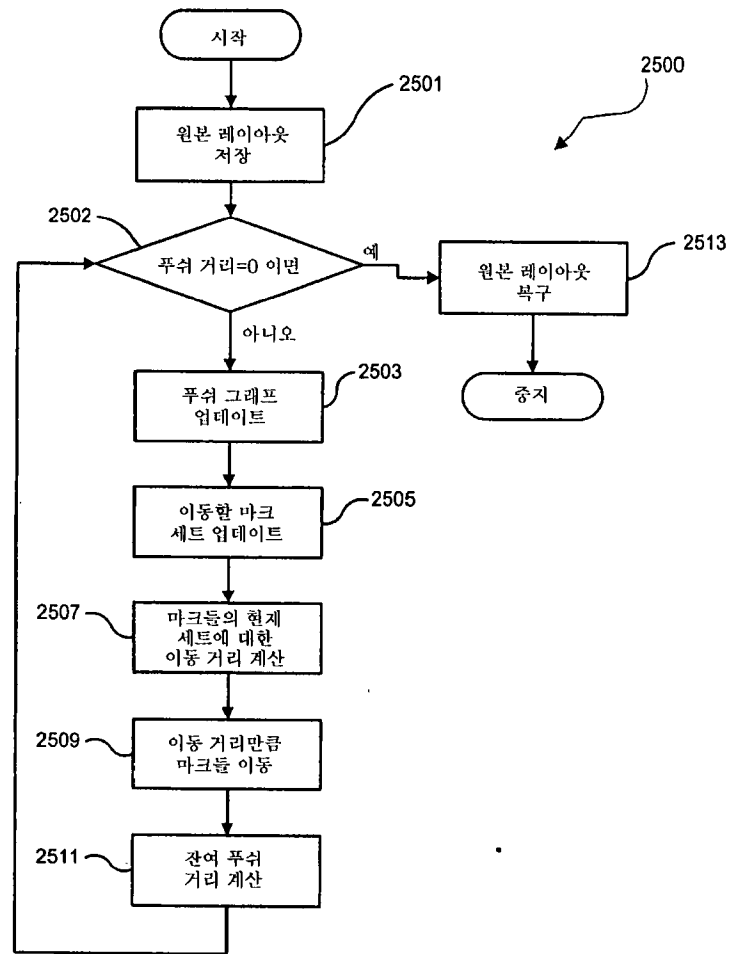 시작
2500
2501
원본 레이아웃
저장
2502
푸쉬 거리=0 이면
예
2513
원본 레이아웃
복구
아니오
2503
푸쉬 그래프
업데이트
중지
2505
이동할 마크
세트 업데이트
2507
마크들의 현재
세트에 대한
이동 거리 계산
2509
이동 거리만큼
마크들 이동
2511
잔여 푸쉬
거리 계산